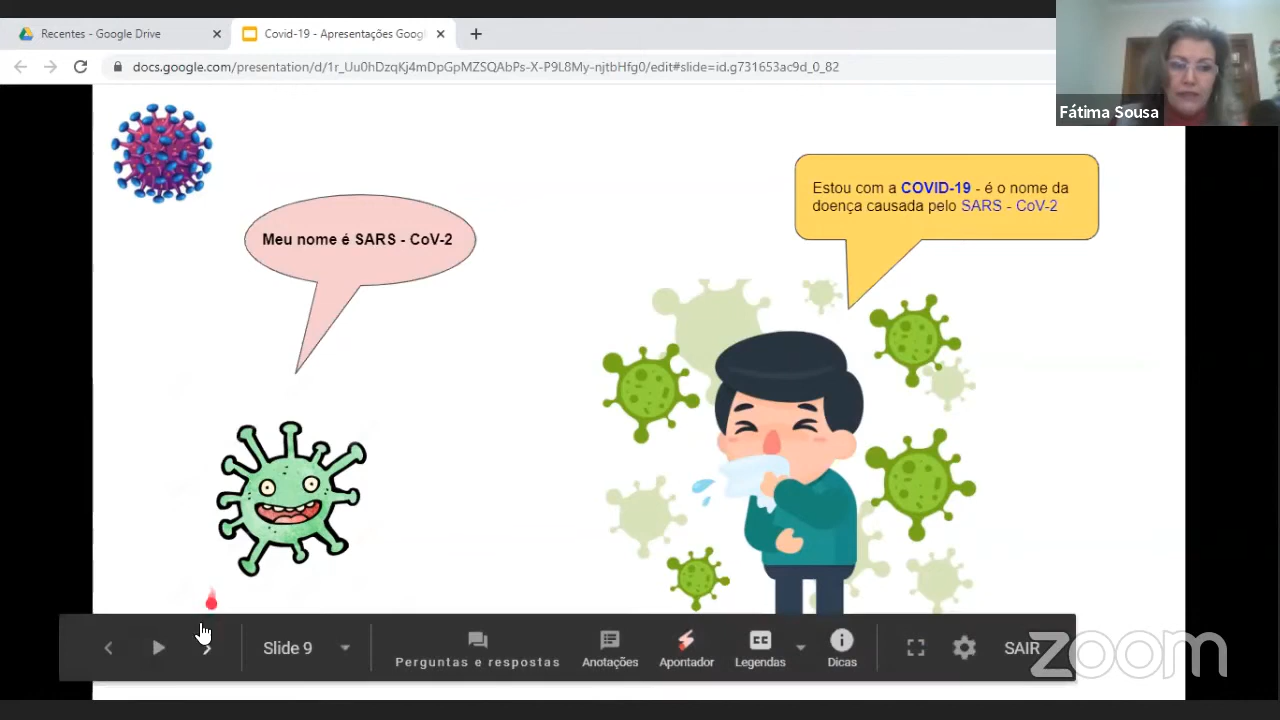 Recentes - Google Drive
Covid-19 - Apresentações Goog
docs.google.com/presentation/d/1r_Uu0hDzqKj4mDpGpMZSQAbPs-X-P9L8My-njtbHfg0/edit#slide=id.g731653ac9d_0_82
Fátima Sousa
Estou com a COVID-19 - é o nome da
doença causada pelo SARS - CoV-2
Meu nome é SARS - CoV-2
Slide 9
Perguntas e respostas
Anotações
Apontador
CC
Legendas
Dicas
SAIR
zoom